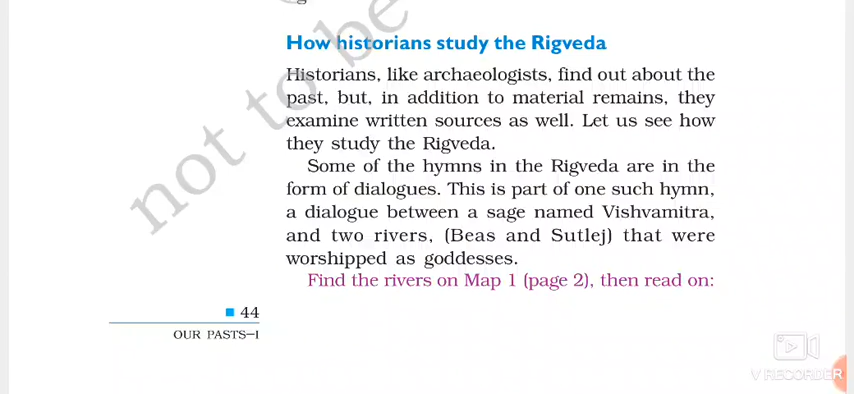 How historians study the Rigveda
Historians, like archaeologists, find out about the
past, but, in addition to material remains, they
examine written sources as well. Let us see how
they study the Rigveda.
Some of the hymns in the Rigveda are in the
form of dialogues. This is part of one such hymn,
a dialogue between a sage named Vishvamitra,
and two rivers, (Beas and Sutlej) that were
worshipped as goddesses.
Find the rivers on Map 1 (page 2), then read on:
44
OUR PASTS–I
not to be
V RECORDER